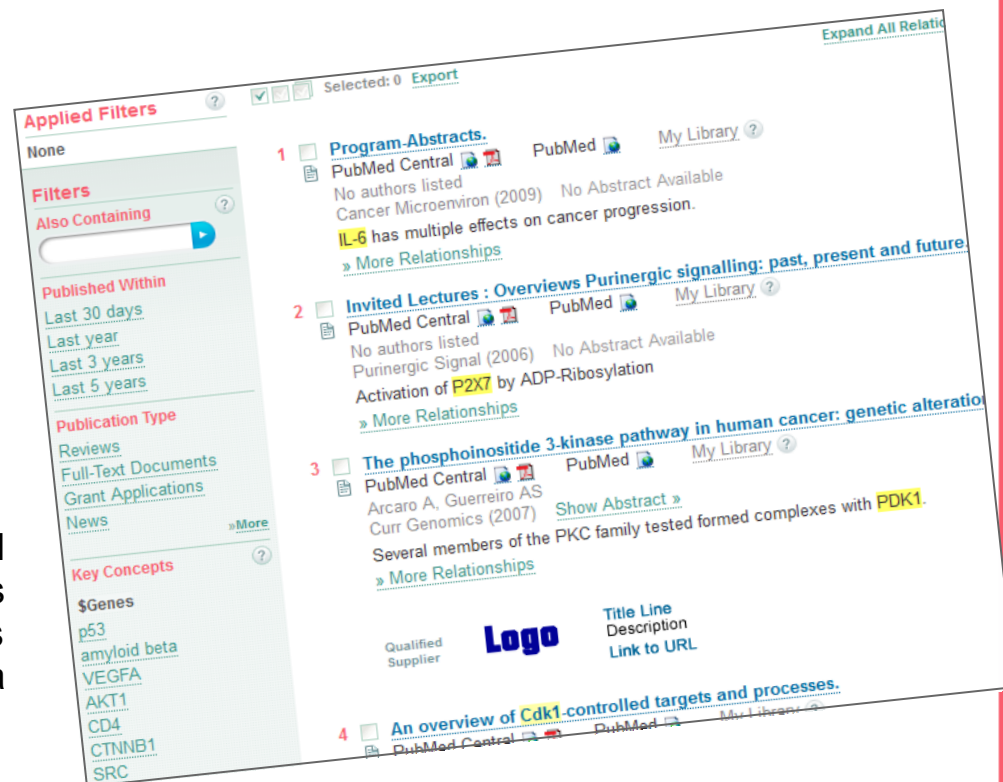 Expand All
Selected: 0 Export
Applied Filters
None
Filters
Also Containing
Published Within
Last 30 days
Last year
Last 3 years
Last 5 years
Publication Type
Reviews
Full-Text Documents
Grant Applications
News
»More
Key Concepts
$Genes
p53
amyloid beta
VEGFA
AKT1
CD4
CTNNB1
SRC
1 Program-Abstracts.
PubMed Central PubMed My Library
No authors listed
Cancer Microenviron (2009) No Abstract Available
IL-6 has multiple effects on cancer progression.
» More Relationships
2 Invited Lectures : Overviews Purinergic signalling: past, present and future.
PubMed Central PubMed My Library
No authors listed
Purinergic Signal (2006) No Abstract Available
Activation of P2X7 by ADP-Ribosylation
» More Relationships
3 The phosphoinositide 3-kinase pathway in human cancer: genetic
PubMed Central PubMed My Library
Arcaro A, Guerreiro AS
Curr Genomics (2007) Show Abstract »
Several members of the PKC family tested formed complexes with PDK1.
» More Relationships
Qualified
Supplier
Logo
Title Line
Description
Link to URL
4 An overview of Cdk1-controlled targets and processes.
PubMed Central PubMed My Library